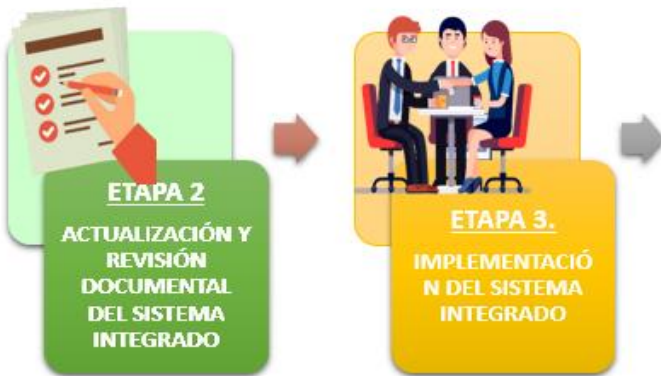 ETAPA 2
ACTUALIZACIÓN Y
REVISIÓN
DOCUMENTAL
DEL SISTEMA
INTEGRADO
ETAPA 3.
IMPLEMENTACIÓ
N DEL SISTEMA
INTEGRADO